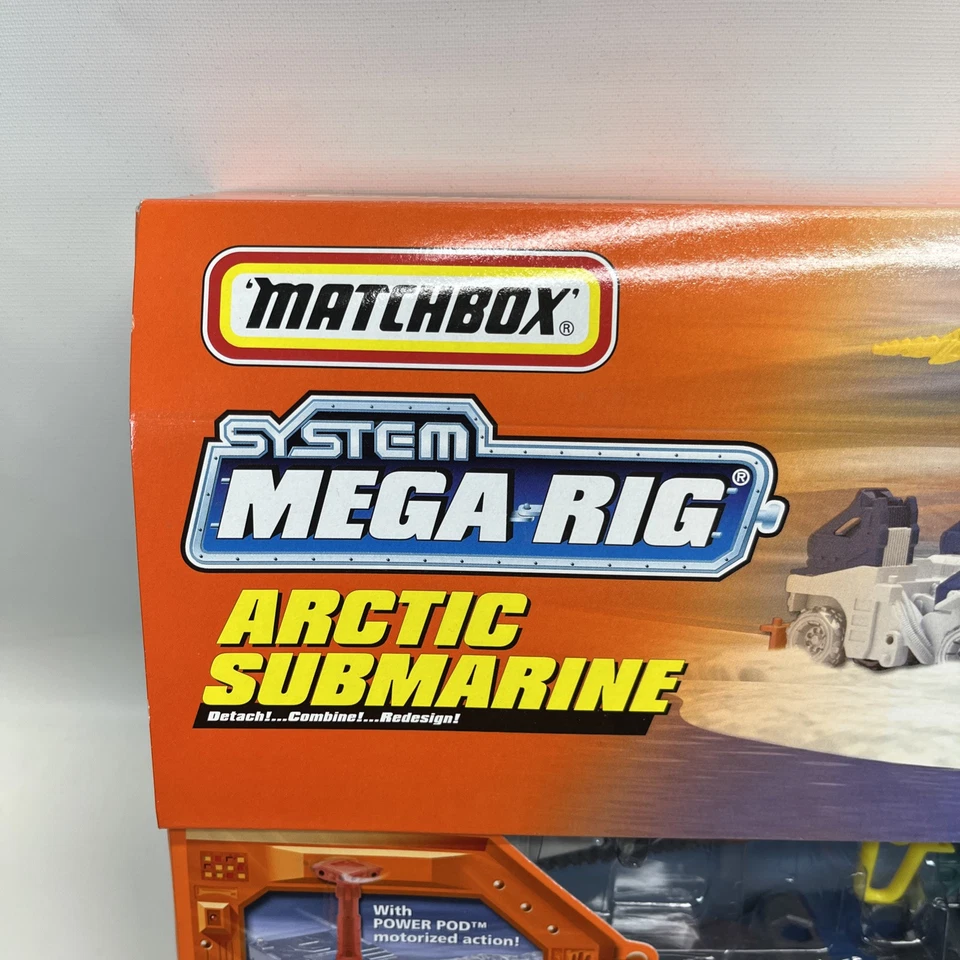 'MATCHBOX'®
SYSTEM
MEGA RIG®
ARCTIC
SUBMARINE
Detach!...Combine!...Redesign!
With
POWER POD™
motorized action!